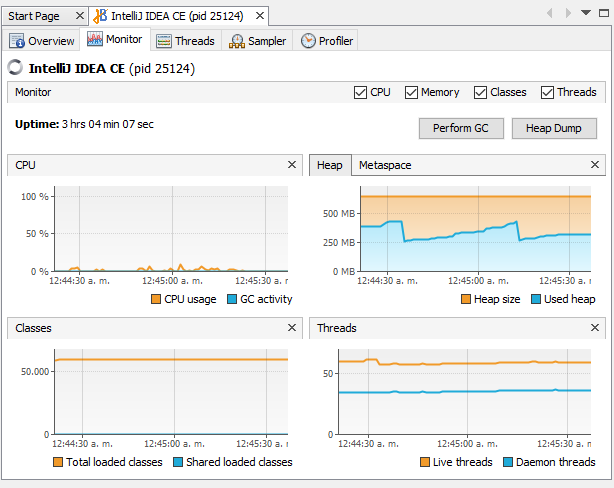 Start Page
IntelliJ IDEA CE (pid 25124)
Overview Monitor Threads Sampler Profiler
IntelliJ IDEA CE (pid 25124)
Monitor CPU Memory Classes Threads
Uptime: 3 hrs 04 min 07 sec
Perform GC Heap Dump
CPU
100 %
50 %
0 %
12:44:30 a. m. 12:45:00 a. m. 12:45:30 a. m.
CPU usage GC activity
Heap Metaspace
500 MB
250 MB
0 MB
12:44:30 a. m. 12:45:00 a. m. 12:45:30 a. m
Heap size Used heap
Classes
50.000
0
12:44:30 a. m. 12:45:00 a. m. 12:45:30 a. r
Total loaded classes Shared loaded classes
Threads
50
0
12:44:30 a. m. 12:45:00 a. m. 12:45:30 a. r
Live threads Daemon threads